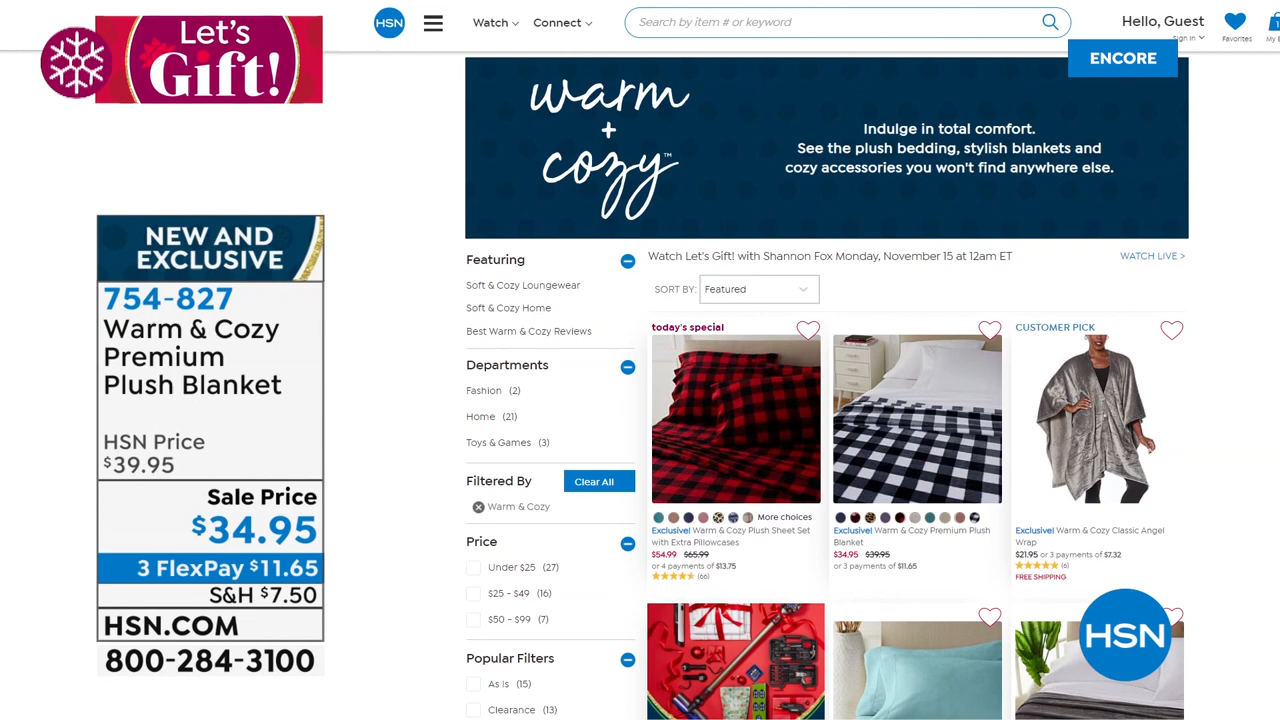 Let's
Gift!
HSN
Watch
Connect
Search by item # or keyword
Hello, Guest
Sign In
Favorites
ENCORE
warm
+
cozy™
Indulge in total comfort.
See the plush bedding, stylish blankets and
cozy accessories you won't find anywhere else.
NEW AND
EXCLUSIVE
754-827
Warm & Cozy
Premium
Plush Blanket
HSN Price
$39.95
Sale Price
$34.95
3 FlexPay $11.65
S&H $7.50
HSN.COM
800-284-3100
Featuring
Soft & Cozy Loungewear
Soft & Cozy Home
Best Warm & Cozy Reviews
Departments
Fashion (2)
Home (21)
Toys & Games (3)
Filtered By
Clear All
Warm & Cozy
Price
Under $25 (27)
$25 - $49 (16)
$50 - $99 (7)
Popular Filters
As Is (15)
Clearance (13)
Watch Let's Gift! with Shannon Fox Monday, November 15 at 12am ET
WATCH LIVE >
SORT BY: Featured
today's special
More choices
Exclusive! Warm & Cozy Plush Sheet Set
with Extra Pillowcases
$54.99 $65.99
or 4 payments of $13.75
(66)
Exclusive! Warm & Cozy Premium Plush
Blanket
$34.95 $39.95
or 3 payments of $11.65
CUSTOMER PICK
Exclusive! Warm & Cozy Classic Angel
Wrap
$21.95 or 3 payments of $7.32
(6)
FREE SHIPPING
HSN